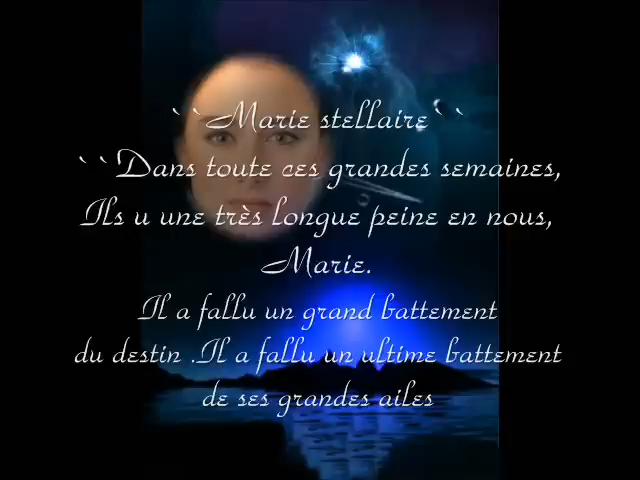 ``Marie stellaire``
``Dans toute ces grandes semaines,
Ils u une très longue peine en nous,
Marie.
Il a fallu un grand battement
du destin .Il a fallu un ultime battement
de ses grandes ailes